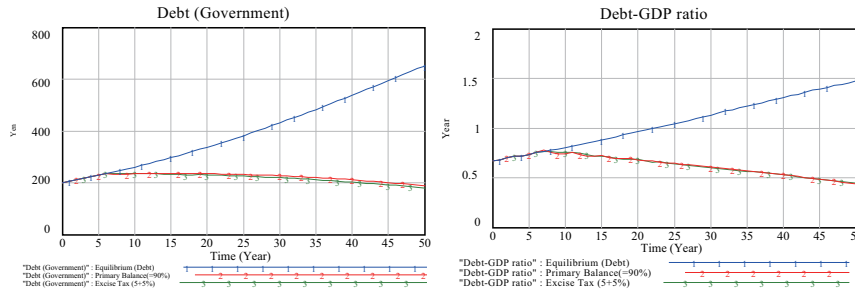 Debt (Government)
800
600
400
200
0
Yen
0 5 10 15 20 25 30 35 40 45 50
Time (Year)
"Debt (Government)" : Equilibrium (Debt)
"Debt (Government)" : Primary Balance(=90%)
"Debt (Government)" : Excise Tax (5+5%)
Debt-GDP ratio
2
1.5
1
0.5
0
Year
0 5 10 15 20 25 30 35 40 45 50
Time (Year)
"Debt-GDP ratio" : Equilibrium (Debt)
"Debt-GDP ratio" : Primary Balance(=90%)
"Debt-GDP ratio" : Excise Tax (5+5%)